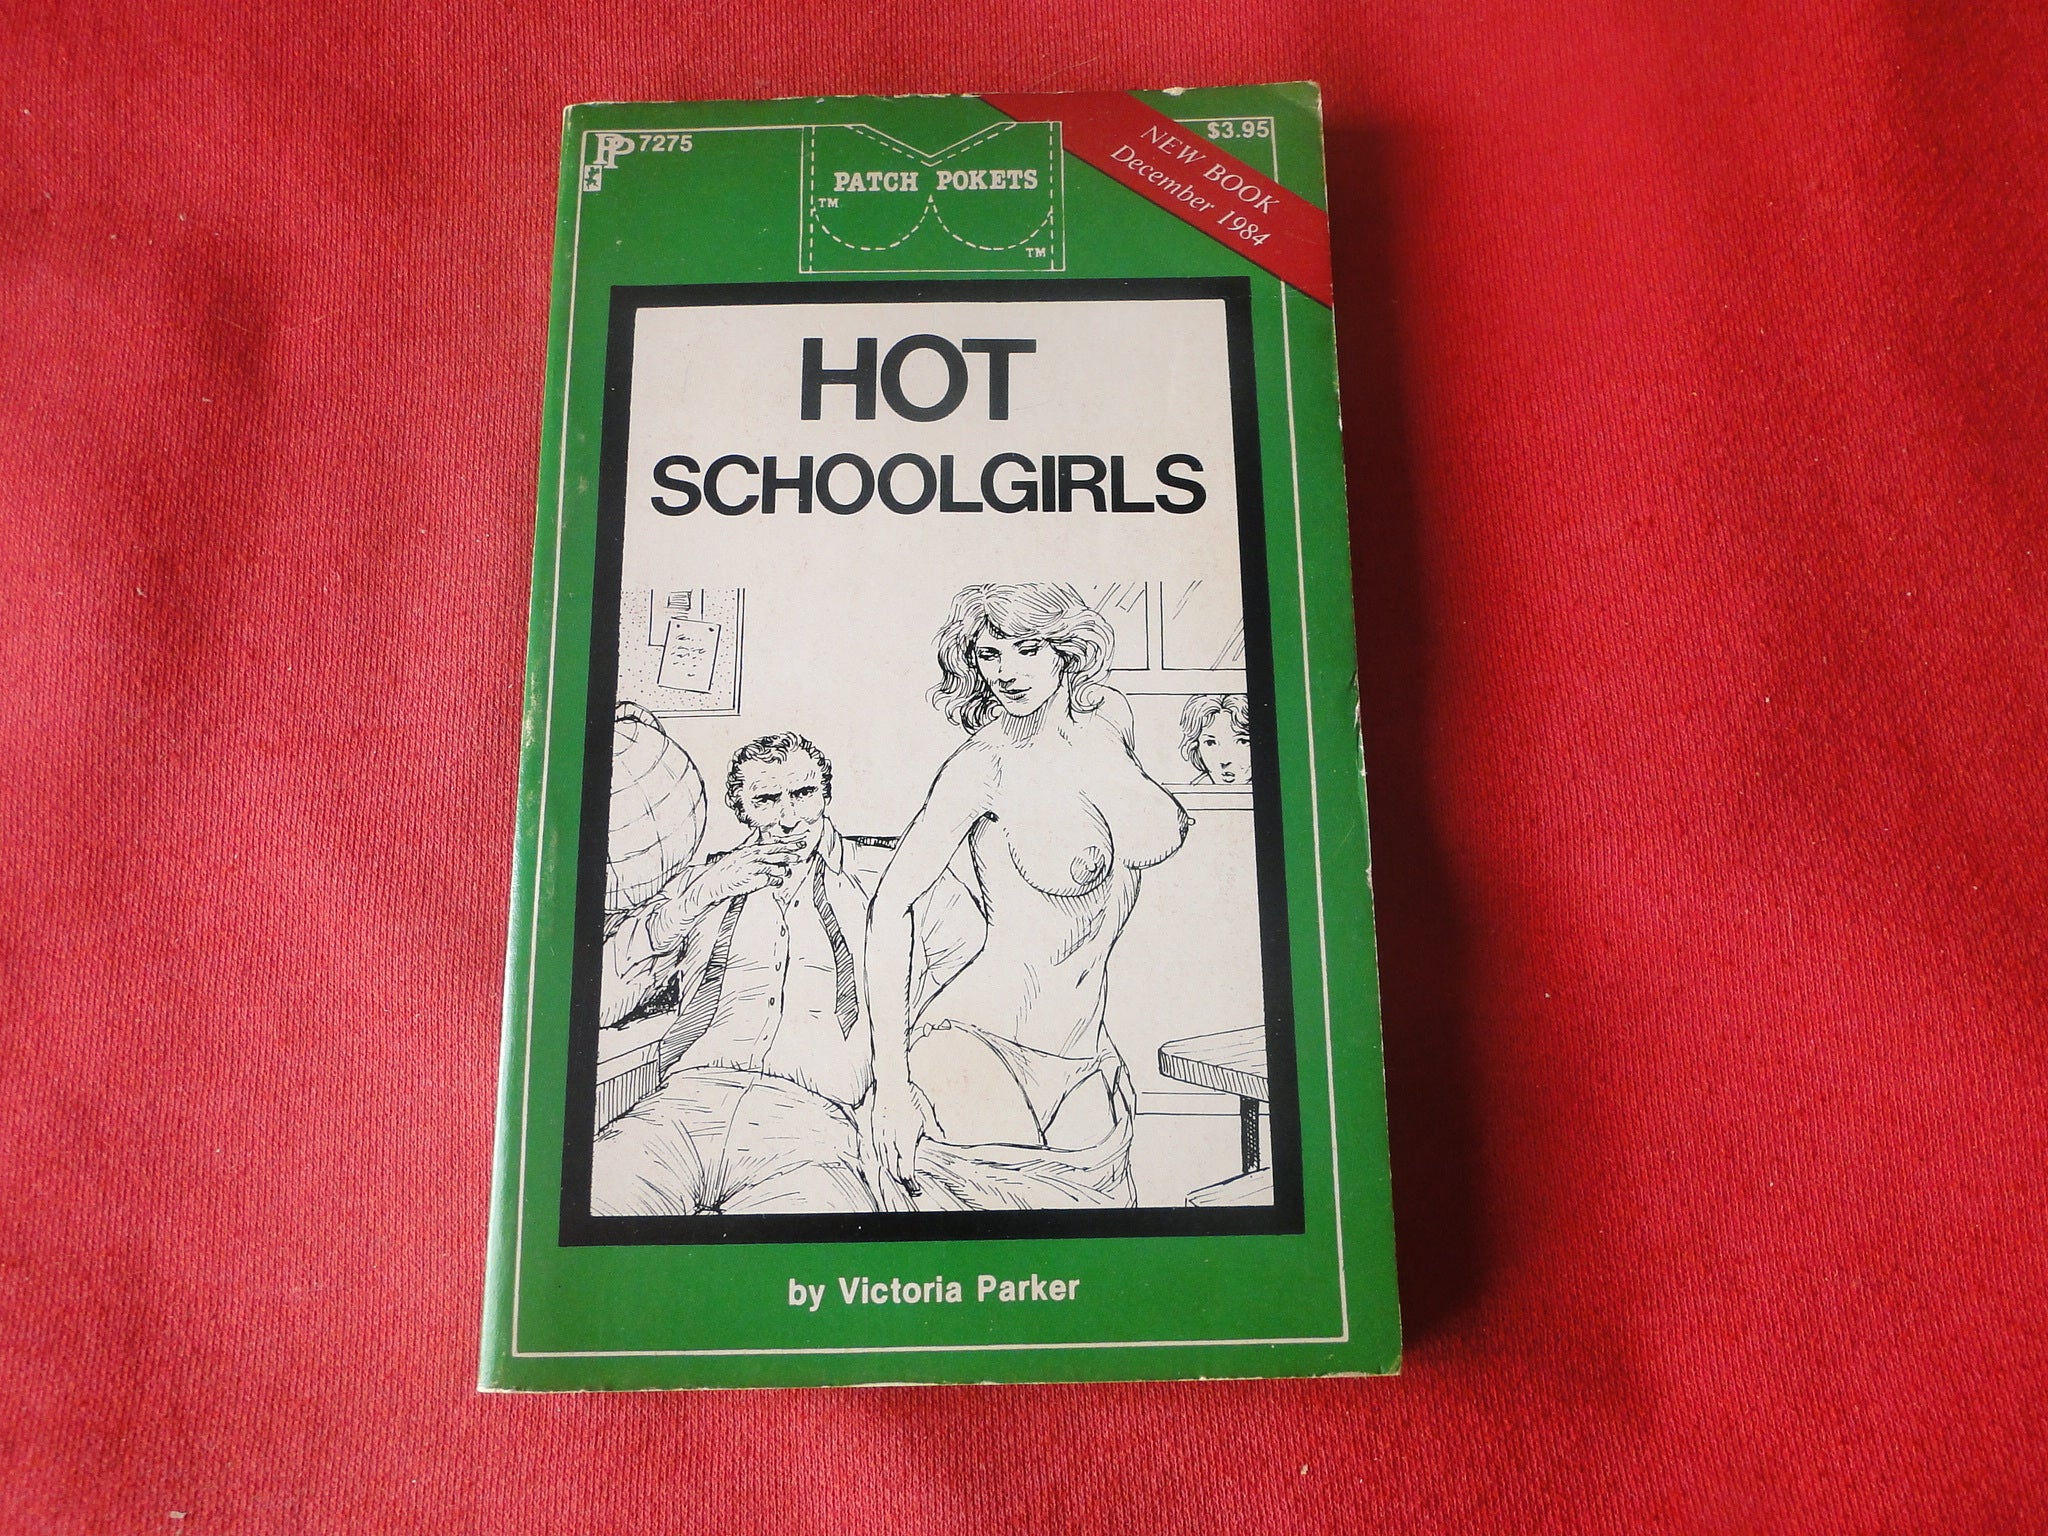 PP 7275
$3.95
NEW BOOK
December 1984
PATCH POKETS
TM
TM
HOT
SCHOOLGIRLS
by Victoria Parker